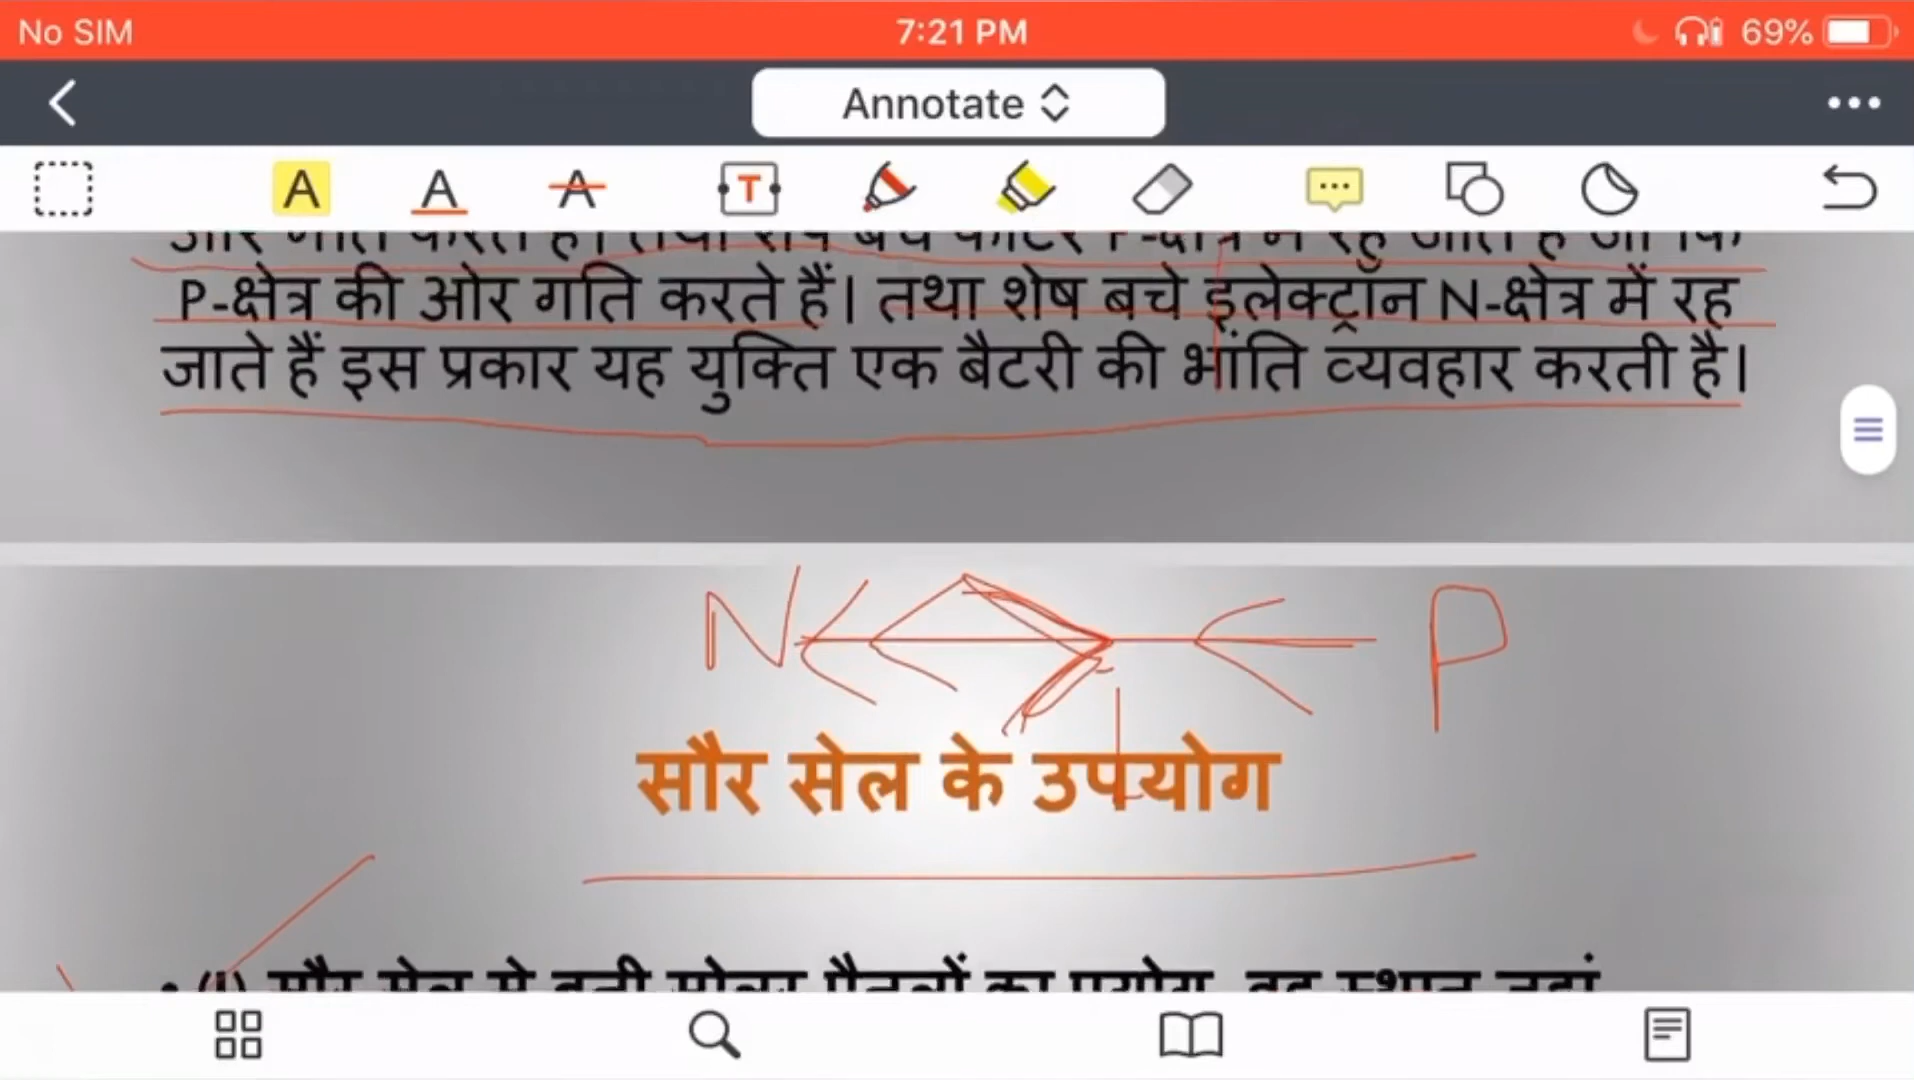 No SIM
7:21 PM
69%
Annotate
A A A T
P-क्षेत्र की ओर गति करते हैं। तथा शेष बचे इलेक्ट्रॉन N-क्षेत्र में रह
जाते हैं इस प्रकार यह युक्ति एक बैटरी की भांति व्यवहार करती है।
N P
सौर सेल के उपयोग